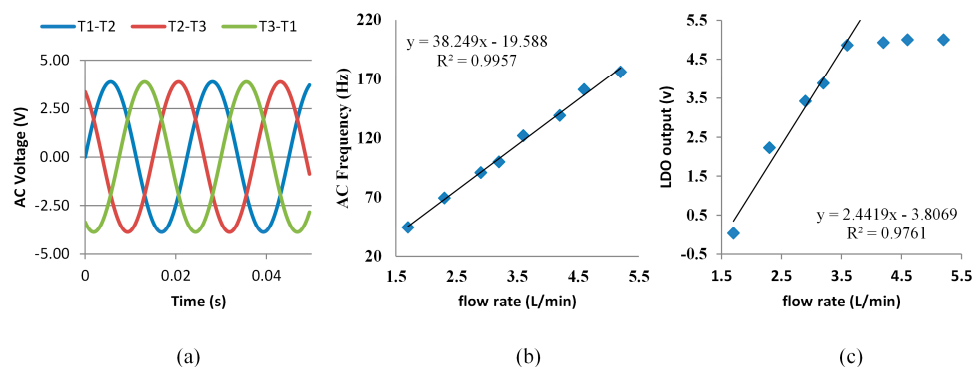 T1-T2 T2-T3 T3-T1
AC Voltage (V)
5.00
2.50
0.00
-2.50
-5.00
0 0.02 0.04
Time (s)
(a)
y = 38.249x - 19.588
R² = 0.9957
AC Frequency (Hz)
220
170
120
70
20
1.5 2.5 3.5 4.5 5.5
flow rate (L/min)
(b)
LDO output (v)
5.5
4.5
3.5
2.5
1.5
0.5
-0.5
y = 2.4419x - 3.8069
R² = 0.9761
1.5 2.5 3.5 4.5 5.5
flow rate (L/min)
(c)